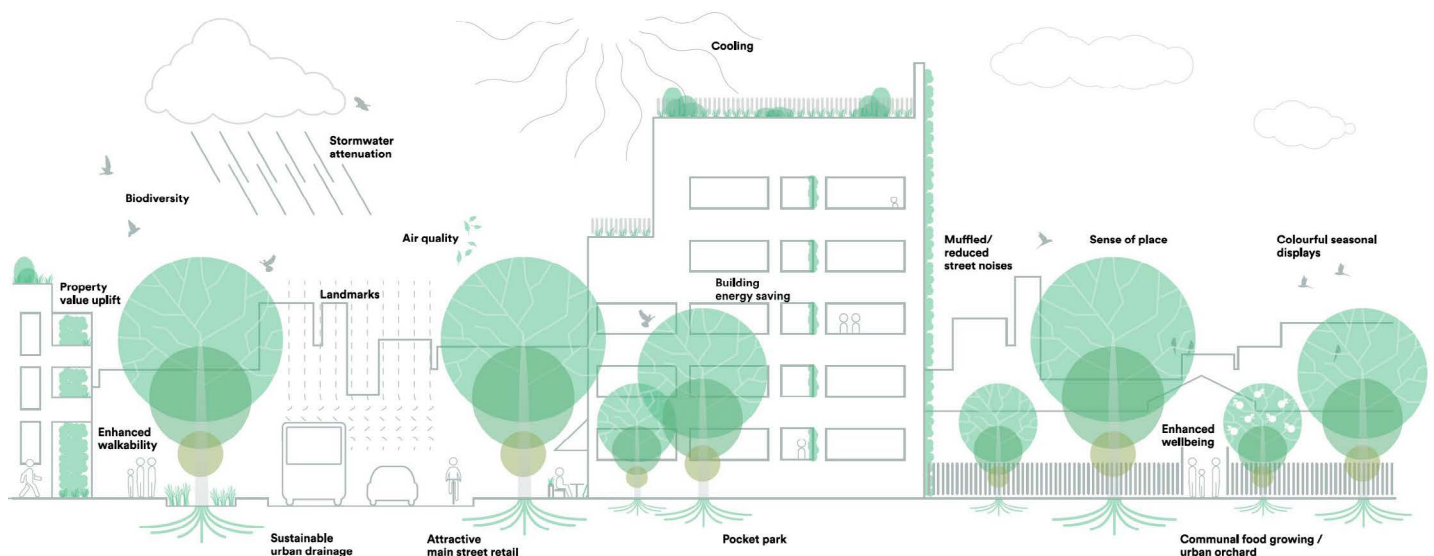 Cooling
Stormwater
attenuation
Biodiversity
Air quality
Muffled/
reduced
street noises
Sense of place
Colourful seasonal
displays
Property
value uplift
Landmarks
Building
energy saving
Enhanced
walkability
Enhanced
wellbeing
Sustainable
urban drainage
Attractive
main street retail
Pocket park
Communal food growing /
urban orchard